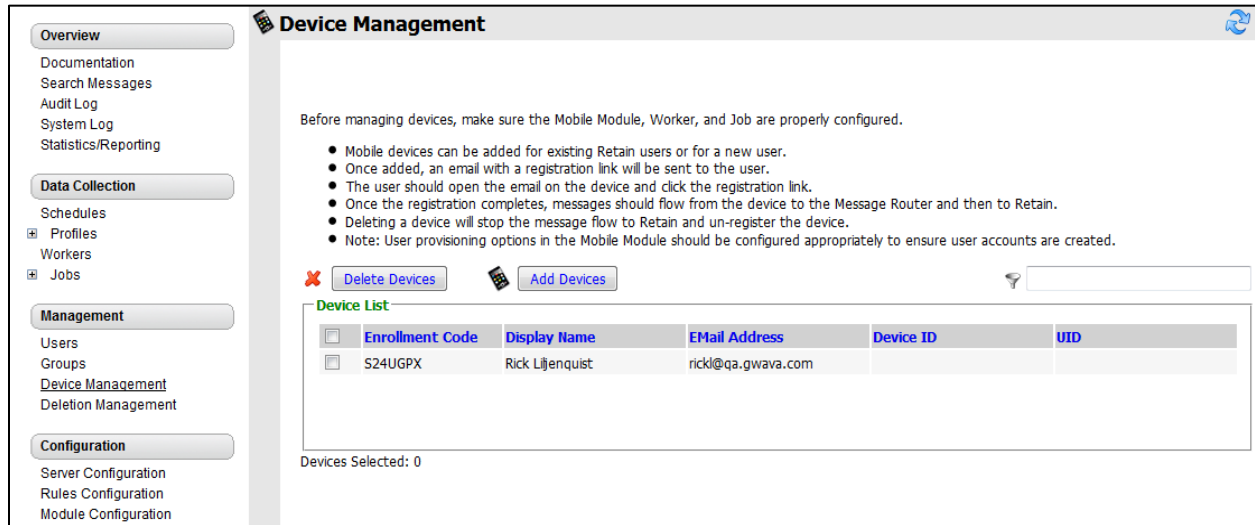 Overview
Documentation
Search Messages
Audit Log
System Log
Statistics/Reporting
Data Collection
Schedules
Profiles
Workers
Jobs
Management
Users
Groups
Device Management
Deletion Management
Configuration
Server Configuration
Rules Configuration
Module Configuration
Device Management
Before managing devices, make sure the Mobile Module, Worker, and Job are properly configured.
Mobile devices can be added for existing Retain users or for a new user.
Once added, an email with a registration link will be sent to the user.
The user should open the email on the device and click the registration link.
Once the registration completes, messages should flow from the device to the Message Router and then to Retain.
Deleting a device will stop the message flow to Retain and un-register the device.
Note: User provisioning options in the Mobile Module should be configured appropriately to ensure user accounts are created.
Delete Devices Add Devices
Device List
Enrollment Code Display Name EMail Address Device ID UID
S24UGPX Rick Liljenquist rickl@qa.gwava.com
Devices Selected: 0